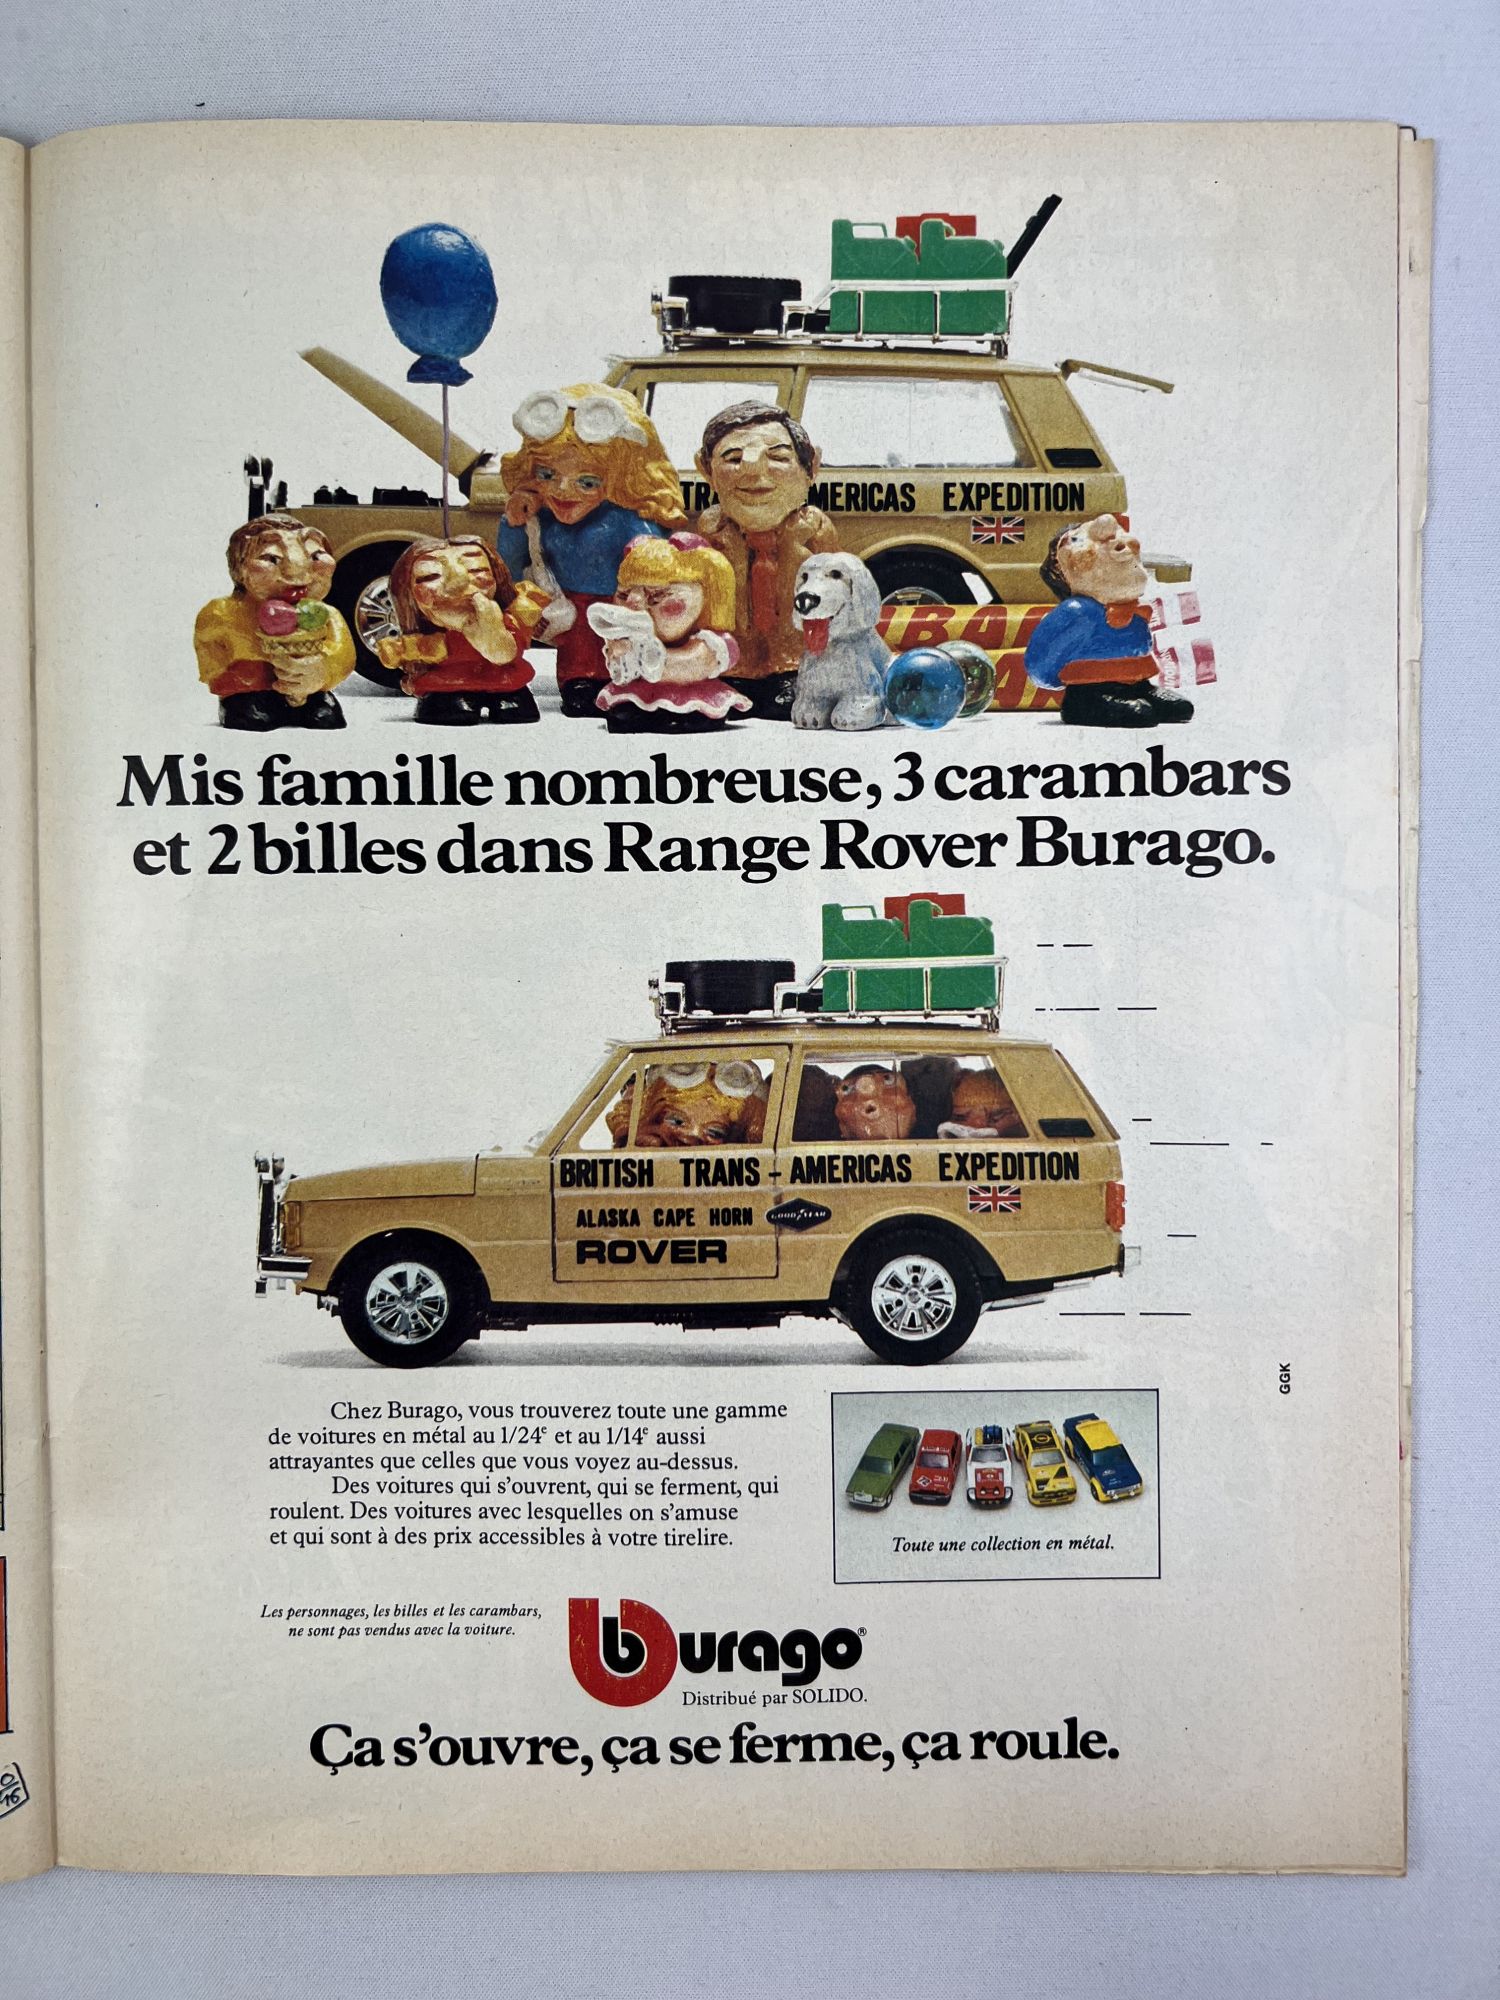 TR MERICAS EXPEDITION
Mis famille nombreuse, 3 carambars
et 2 billes dans Range Rover Burago.
BRITISH TRANS-AMERICAS EXPEDITION
ALASKA CAPE HORN GOODYEAR
ROVER
GGK
Chez Burago, vous trouverez toute une gamme
de voitures en métal au 1/24e et au 1/14e aussi
attrayantes que celles que vous voyez au-dessus.
Des voitures qui s'ouvrent, qui se ferment, qui
roulent. Des voitures avec lesquelles on s'amuse
et qui sont à des prix accessibles à votre tirelire.
Toute une collection en métal.
Les personnages, les billes et les carambars,
ne sont pas vendus avec la voiture.
burago®
Distribué par SOLIDO.
Ça s'ouvre, ça se ferme, ça roule.